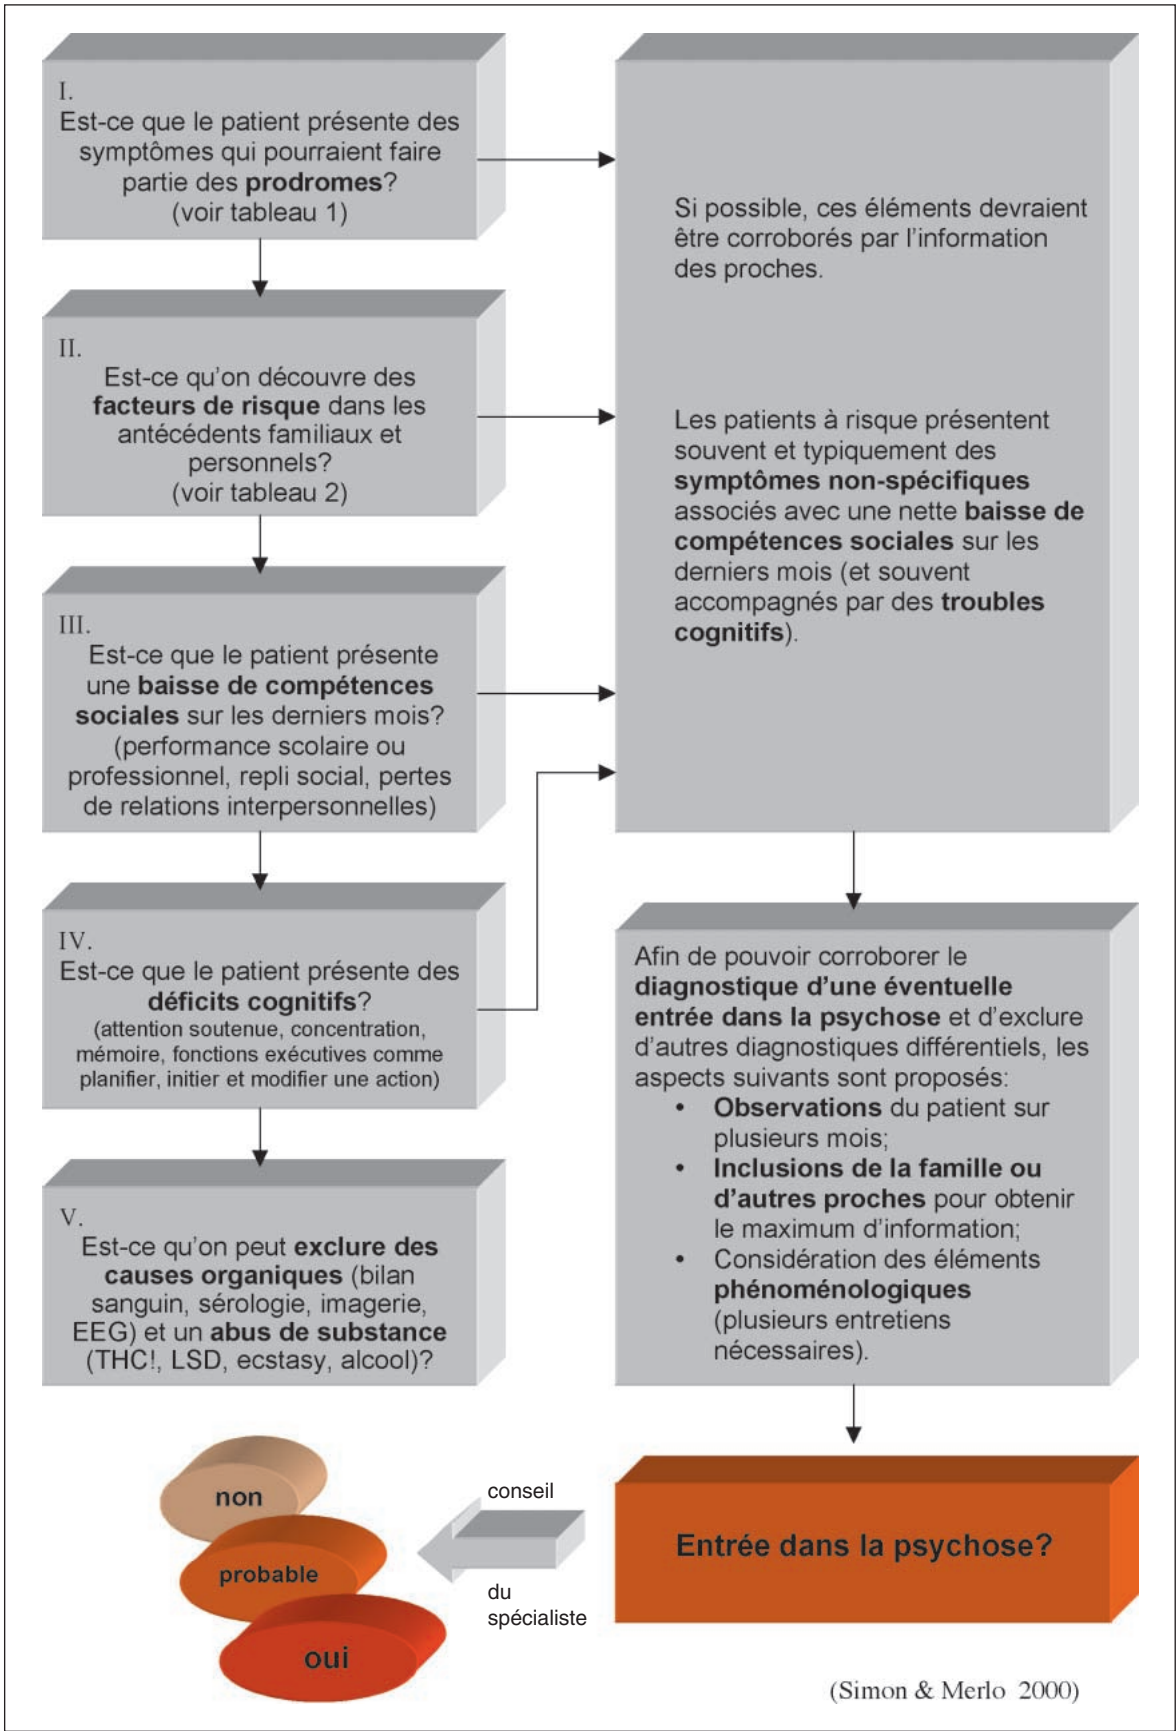 I.
Est-ce que le patient présente des
symptômes qui pourraient faire
partie des prodromes?
(voir tableau 1)
II.
Est-ce qu'on découvre des
facteurs de risque dans les
antécédents familiaux et
personnels?
(voir tableau 2)
III.
Est-ce que le patient présente
une baisse de compétences
sociales sur les derniers mois?
(performance scolaire ou
professionnel, repli social, pertes
de relations interpersonnelles)
IV.
Est-ce que le patient présente des
déficits cognitifs?
(attention soutenue, concentration,
mémoire, fonctions exécutives comme
planifier, initier et modifier une action)
V.
Est-ce qu'on peut exclure des
causes organiques (bilan
sanguin, sérologie, imagerie,
EEG) et un abus de substance
(THC!, LSD, ecstasy, alcool)?
Si possible, ces éléments devraient
être corroborés par l'information
des proches.
Les patients à risque présentent
souvent et typiquement des
symptômes non-spécifiques
associés avec une nette baisse de
compétences sociales sur les
derniers mois (et souvent
accompagnés par des troubles
cognitifs).
Afin de pouvoir corroborer le
diagnostique d'une éventuelle
entrée dans la psychose et d'exclure
d'autres diagnostiques différentiels, les
aspects suivants sont proposés:
• Observations du patient sur
plusieurs mois;
• Inclusions de la famille ou
d'autres proches pour obtenir
le maximum d'information;
• Considération des éléments
phénoménologiques
(plusieurs entretiens
nécessaires).
Entrée dans la psychose?
conseil
du
spécialiste
non
probable
oui
(Simon & Merlo 2000)